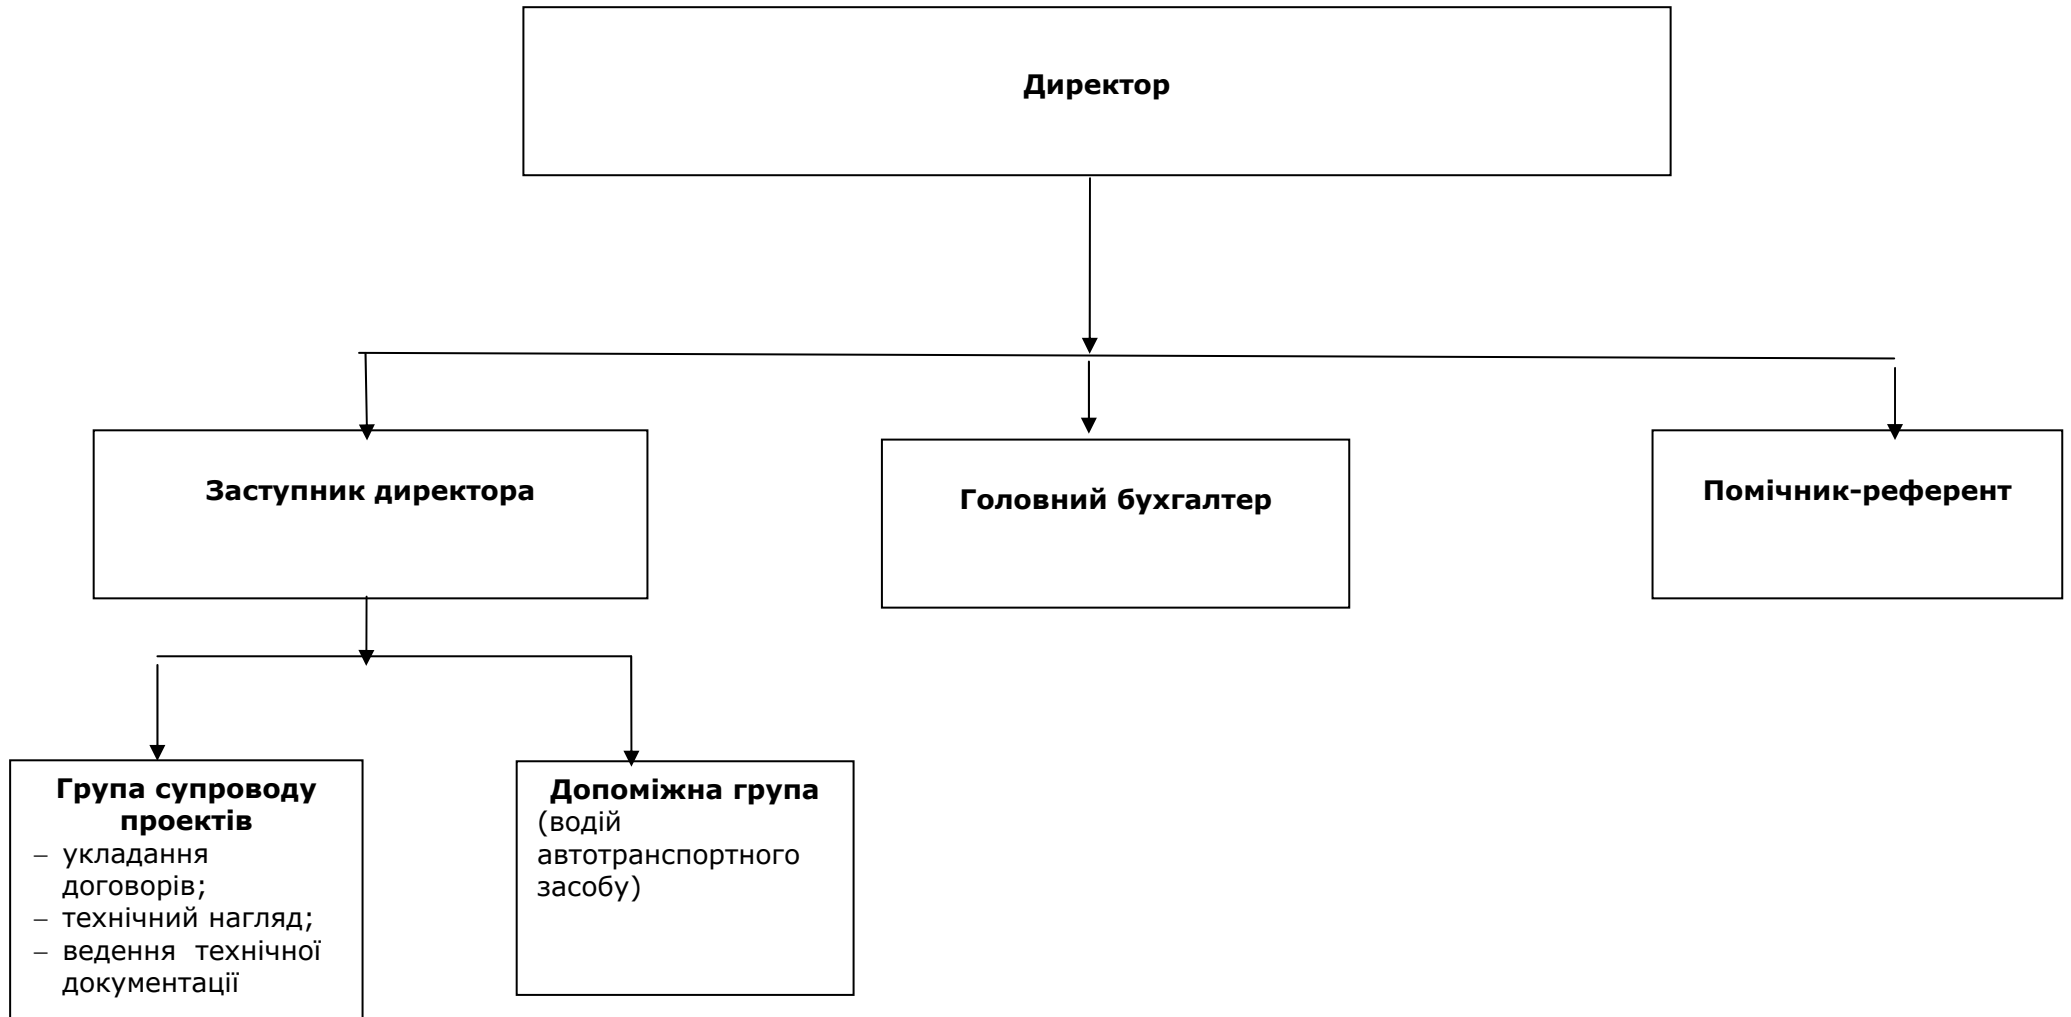 Директор
Заступник директора
Головний бухгалтер
Помічник-референт
Група супроводу
проектів
– укладання
договорів;
– технічний нагляд;
– ведення технічної
документації
Допоміжна група
(водій
автотранспортного
засобу)